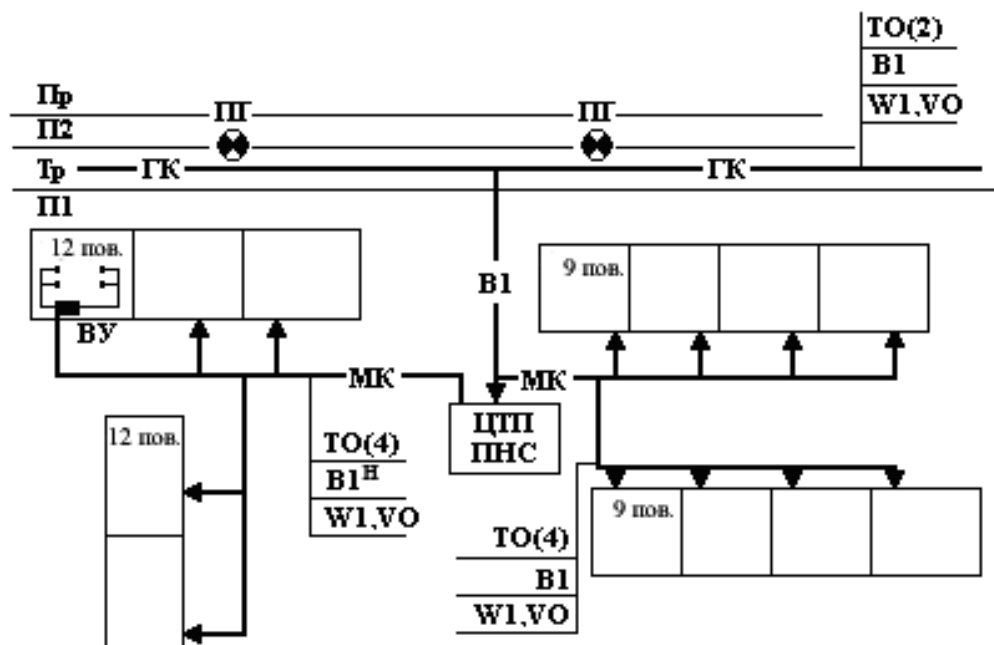 ТО(2)
В1
W1,VO
Пр
ПГ
ПГ
П2
Тр
ГК
ГК
П1
12 пов.
9 пов.
В1
ВУ
МК
МК
ЦТП
ПНС
12 пов.
ТО(4)
В1ᴴ
W1,VO
9 пов.
ТО(4)
В1
W1,VO